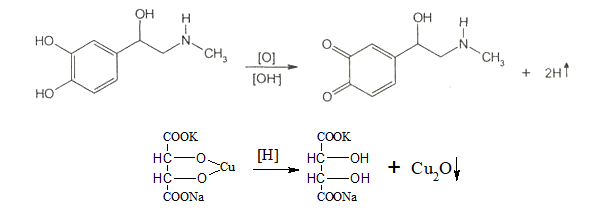 OH
H
HO
N
CH3
HO
[O]
[OH-]
OH
H
O
N
CH3
O
+ 2H↑
COOK
HC O
Cu
HC O
COONa
[H]
COOK
HC OH
HC OH
COONa
+ Cu2O↓